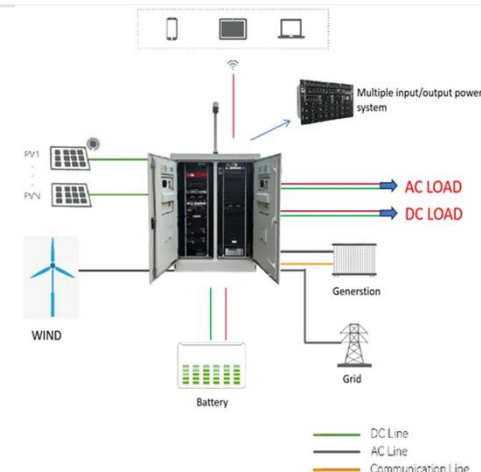 Multiple input/output power
system
PV1
PVN
AC LOAD
DC LOAD
WIND
Generstion
Grid
Battery
DC Line
AC Line
Communication Line